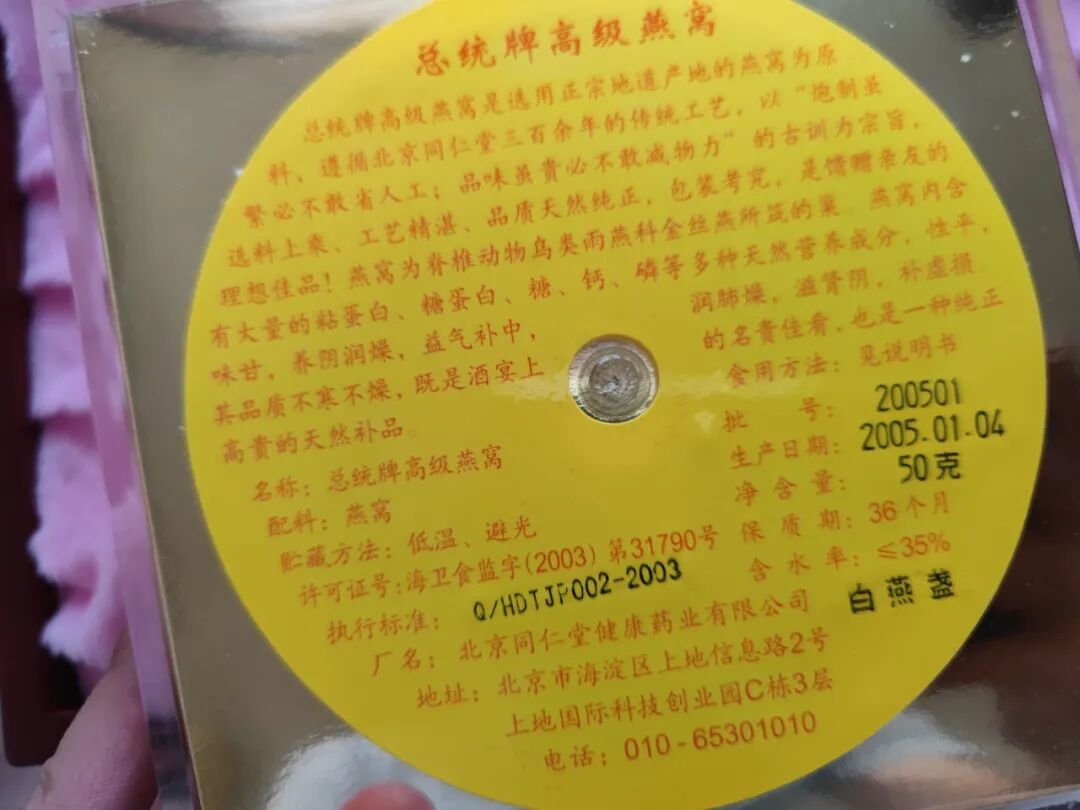 总统牌高级燕窝
总统牌高级燕窝是选用正宗地道产地的燕窝为原
料、遵循北京同仁堂三百余年的传统工艺，以“炮制虽
繁必不敢省人工；品味虽贵必不敢减物力”的古训为宗旨，
选料上乘、工艺精湛、品质天然纯正，包装考究，是馈赠亲友的
理想佳品！燕窝为脊椎动物鸟类雨燕科金丝燕所筑的巢 燕窝内含
有大量的粘蛋白、糖蛋白、糖、钙、磷等多种天然营养成分，性平，
味甘，养阴润燥，益气补中，润肺燥，滋肾阴，补虚损
其品质不寒不燥，既是酒宴上的名贵佳肴，也是一种纯正
高贵的天然补品。
食用方法：见说明书
名称：总统牌高级燕窝
配料：燕窝
贮藏方法：低温、避光
批 号：200501
生产日期：2005.01.04
净含量：50克
保质期：36个月
含水率：≤35%
白燕盏
许可证号：海卫食监字(2003)第31790号
执行标准：Q/HDTJP002-2003
厂名：北京同仁堂健康药业有限公司
地址：北京市海淀区上地信息路2号
上地国际科技创业园C栋3层
电话：010-65301010